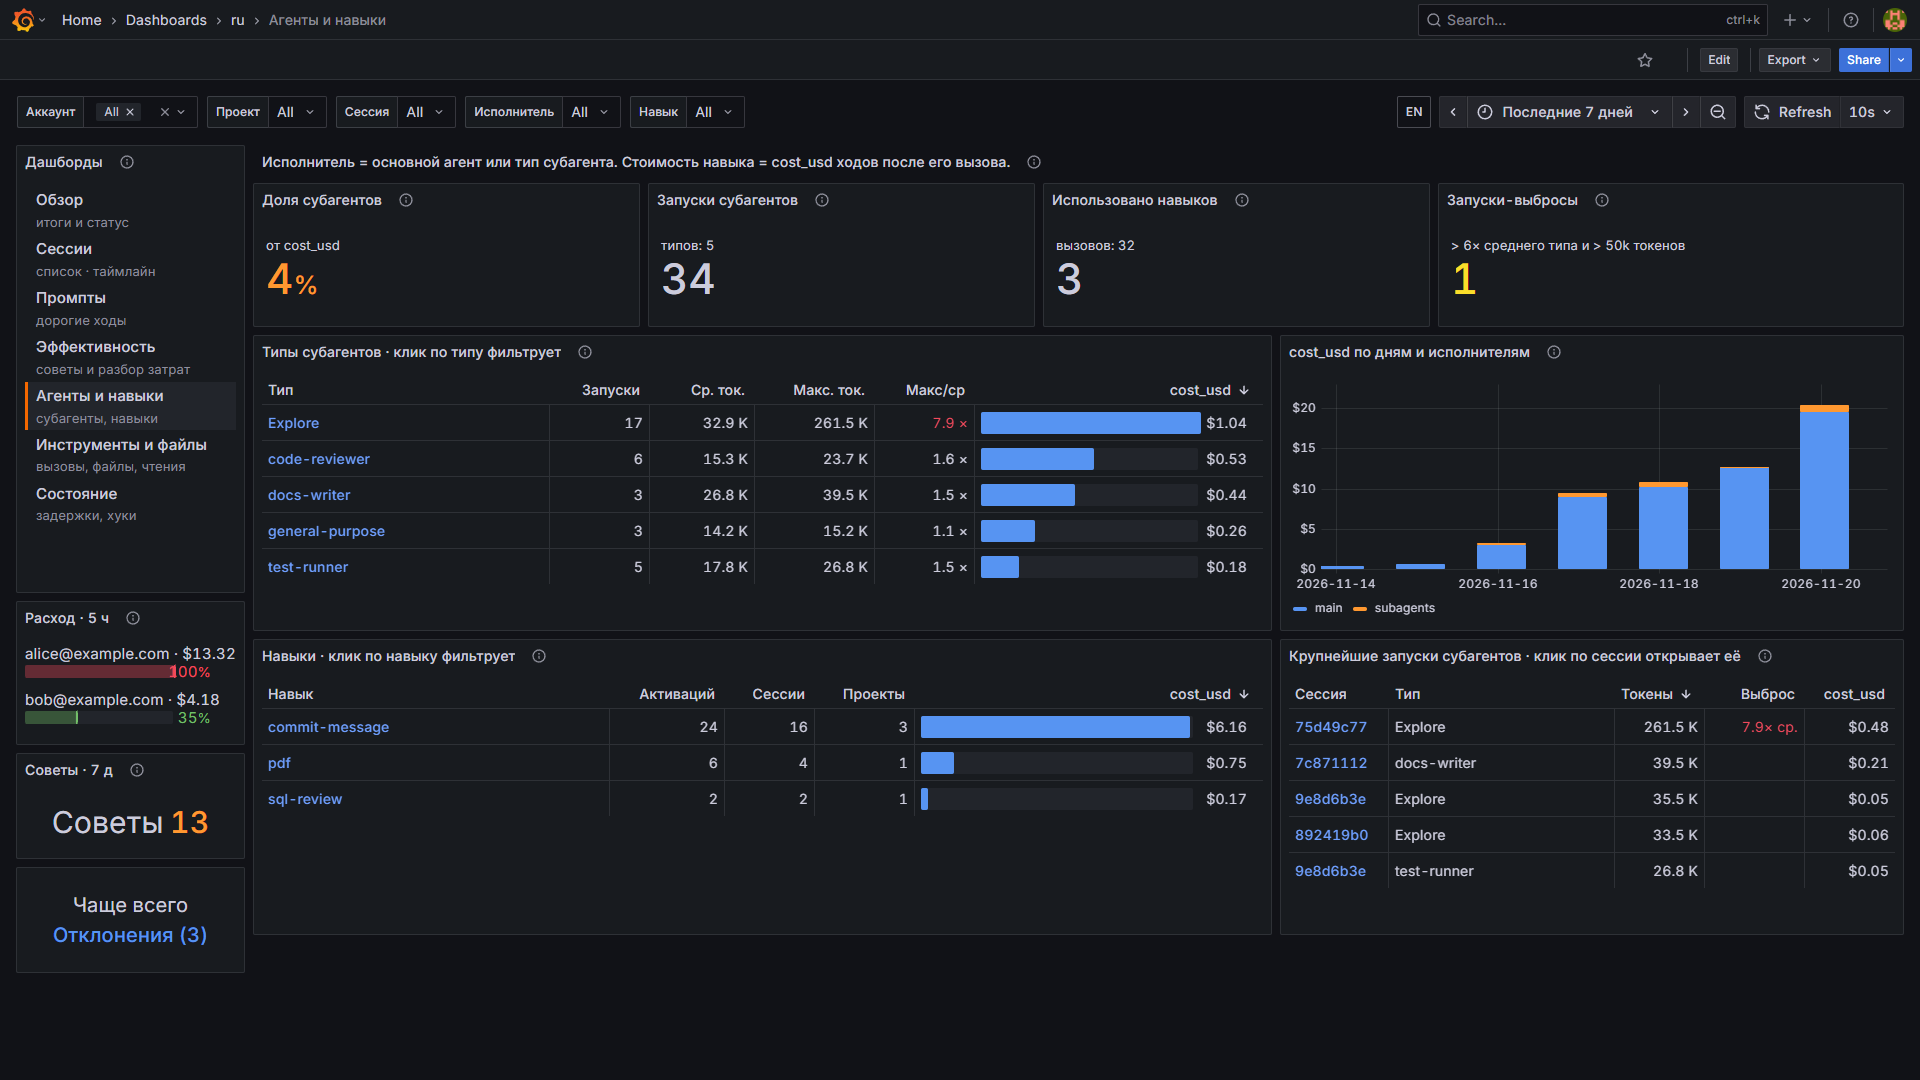 Home › Dashboards › ru › Агенты и навыки
Search... ctrl+k
Edit Export Share
Аккаунт All × Проект All Сессия All Исполнитель All Навык All EN Последние 7 дней Refresh 10s
Дашборды
Обзор
итоги и статус
Сессии
список · таймлайн
Промпты
дорогие ходы
Эффективность
советы и разбор затрат
Агенты и навыки
субагенты, навыки
Инструменты и файлы
вызовы, файлы, чтения
Состояние
задержки, хуки
Расход · 5 ч
alice@example.com · $13.32
100%
bob@example.com · $4.18
35%
Советы · 7 д
Советы 13
Чаще всего
Отклонения (3)
Исполнитель = основной агент или тип субагента. Стоимость навыка = cost_usd ходов после его вызова.
Доля субагентов
от cost_usd
4%
Запуски субагентов
типов: 5
34
Использовано навыков
вызовов: 32
3
Запуски-выбросы
> 6× среднего типа и > 50k токенов
1
Типы субагентов · клик по типу фильтрует
Тип Запуски Ср. ток. Макс. ток. Макс/ср cost_usd ↓
Explore 17 32.9 K 261.5 K 7.9 × $1.04
code-reviewer 6 15.3 K 23.7 K 1.6 × $0.53
docs-writer 3 26.8 K 39.5 K 1.5 × $0.44
general-purpose 3 14.2 K 15.2 K 1.1 × $0.26
test-runner 5 17.8 K 26.8 K 1.5 × $0.18
cost_usd по дням и исполнителям
$20
$15
$10
$5
$0
2026-11-14 2026-11-16 2026-11-18 2026-11-20
main subagents
Навыки · клик по навыку фильтрует
Навык Активаций Сессии Проекты cost_usd ↓
commit-message 24 16 3 $6.16
pdf 6 4 1 $0.75
sql-review 2 2 1 $0.17
Крупнейшие запуски субагентов · клик по сессии открывает её
Сессия Тип Токены ↓ Выброс cost_usd
75d49c77 Explore 261.5 K 7.9× ср. $0.48
7c871112 docs-writer 39.5 K $0.21
9e8d6b3e Explore 35.5 K $0.05
892419b0 Explore 33.5 K $0.06
9e8d6b3e test-runner 26.8 K $0.05